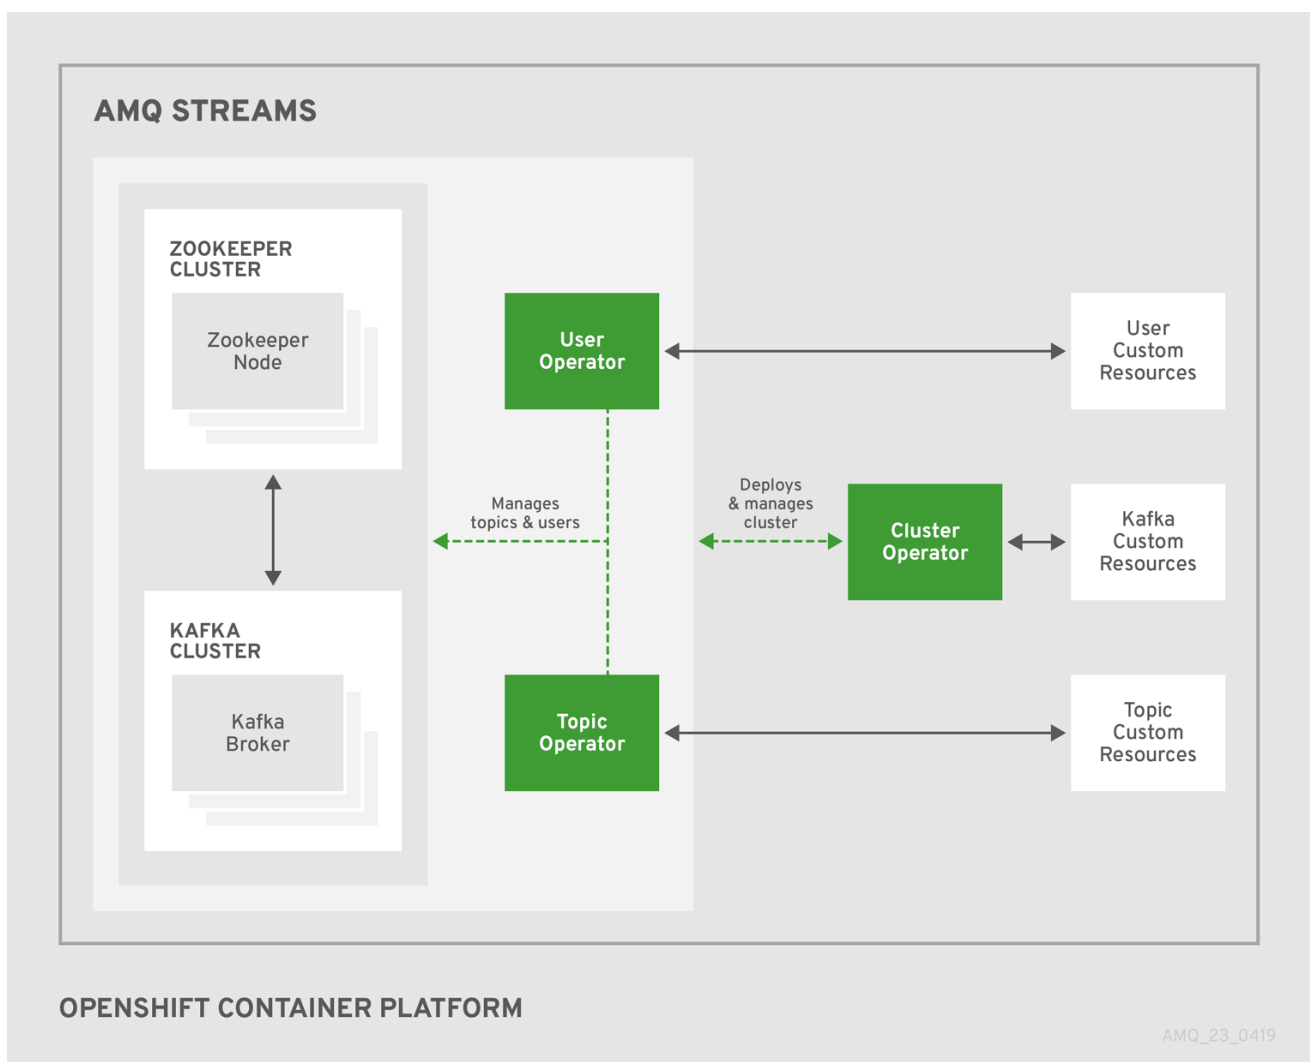 AMQ STREAMS
ZOOKEEPER
CLUSTER
Zookeeper
Node
User
Operator
User
Custom
Resources
Manages
topics & users
Deploys
& manages
cluster
Cluster
Operator
Kafka
Custom
Resources
KAFKA
CLUSTER
Kafka
Broker
Topic
Operator
Topic
Custom
Resources
OPENSHIFT CONTAINER PLATFORM
AMQ_23_0419